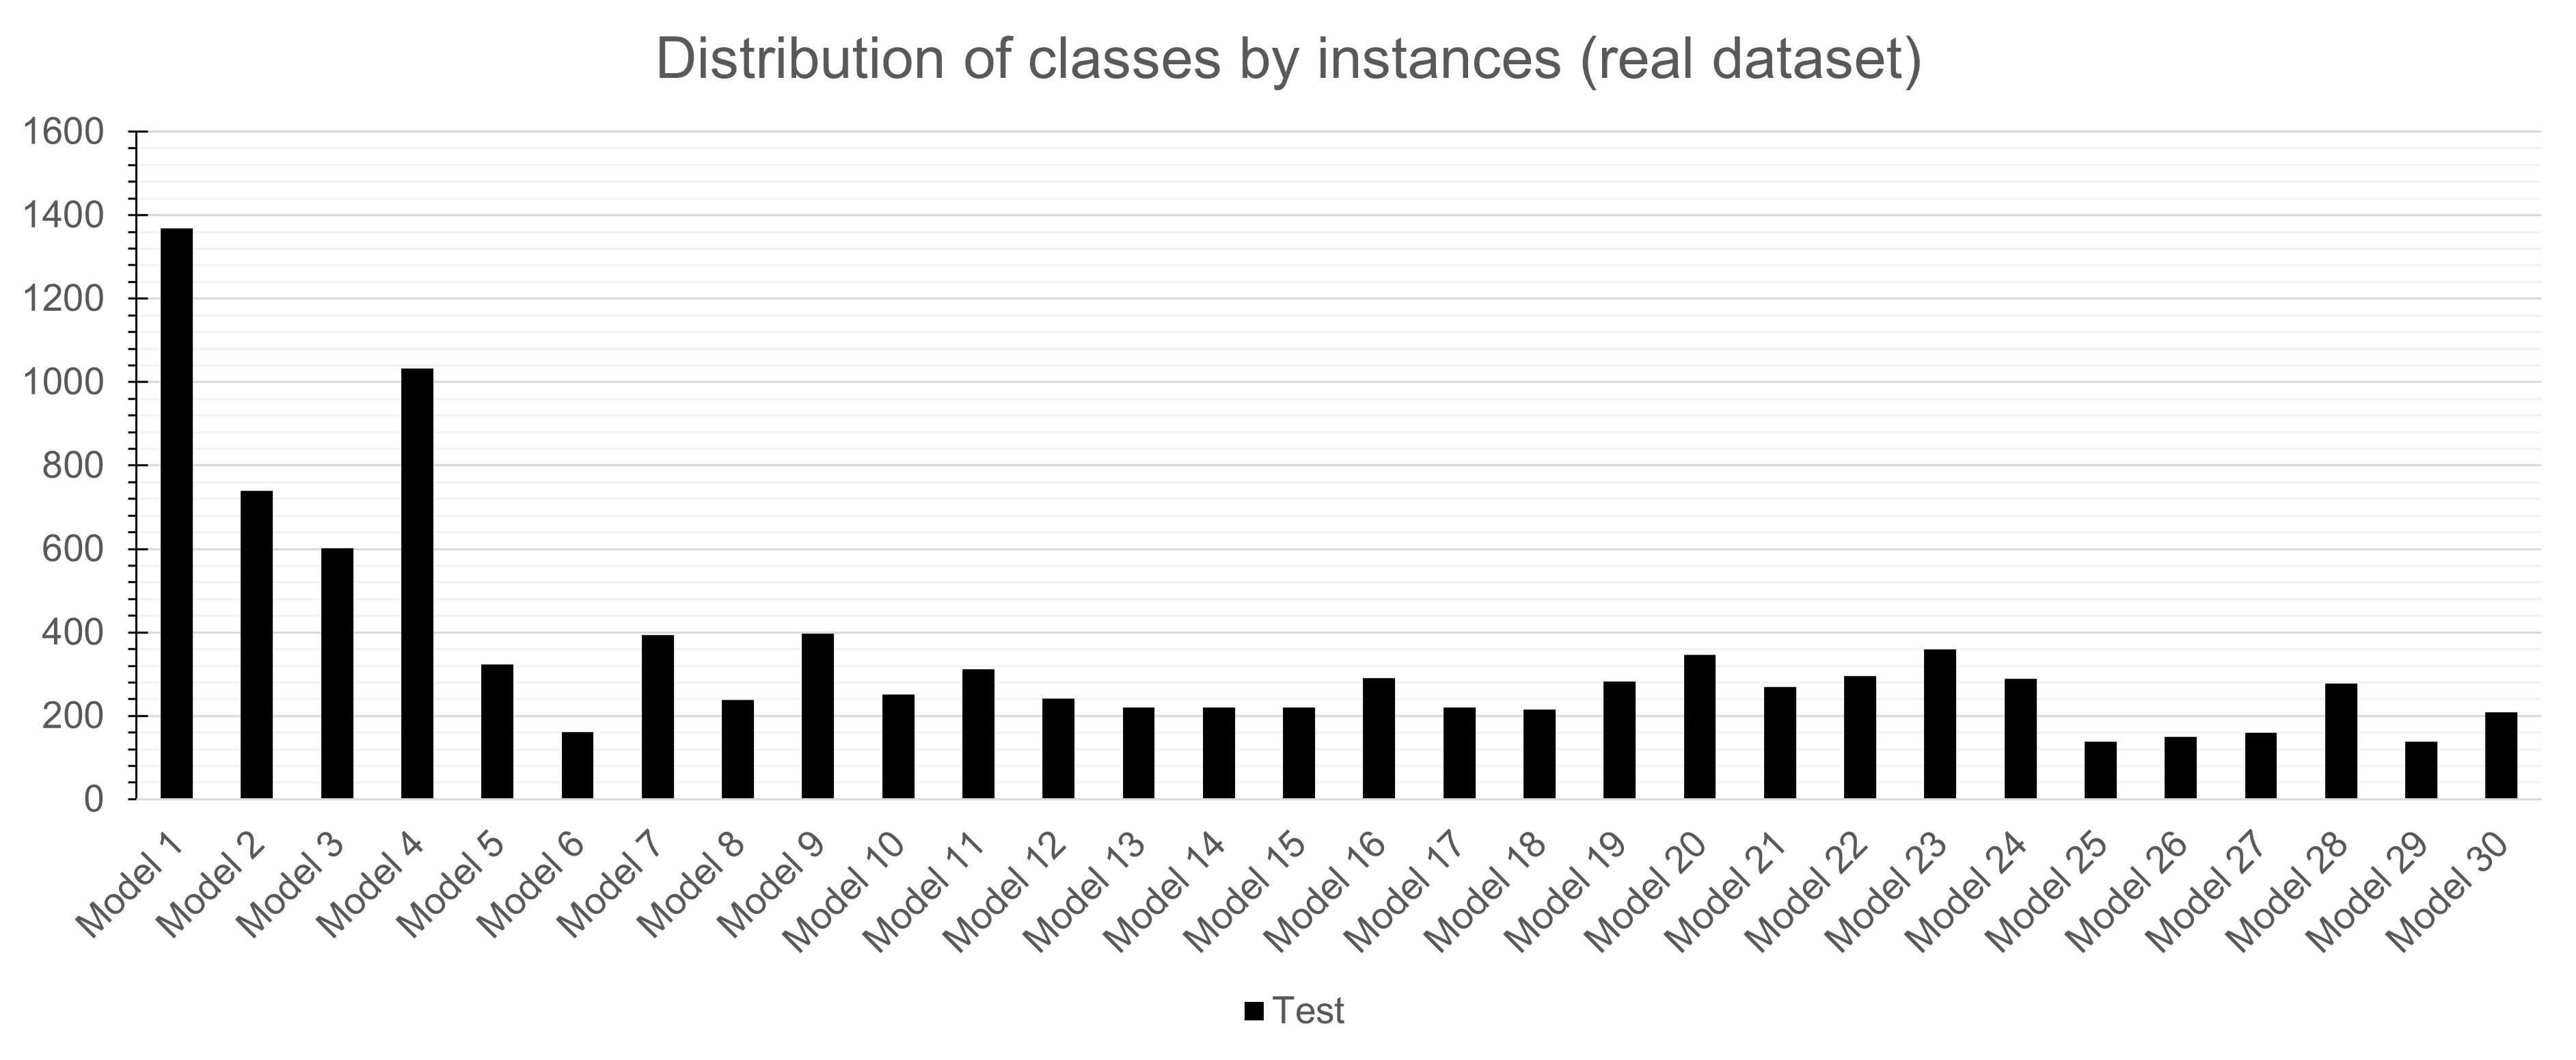 Distribution of classes by instances (real dataset)
1600
1400
1200
1000
800
600
400
200
0
Model 1
Model 2
Model 3
Model 4
Model 5
Model 6
Model 7
Model 8
Model 9
Model 10
Model 11
Model 12
Model 13
Model 14
Model 15
Model 16
Model 17
Model 18
Model 19
Model 20
Model 21
Model 22
Model 23
Model 24
Model 25
Model 26
Model 27
Model 28
Model 29
Model 30
Test